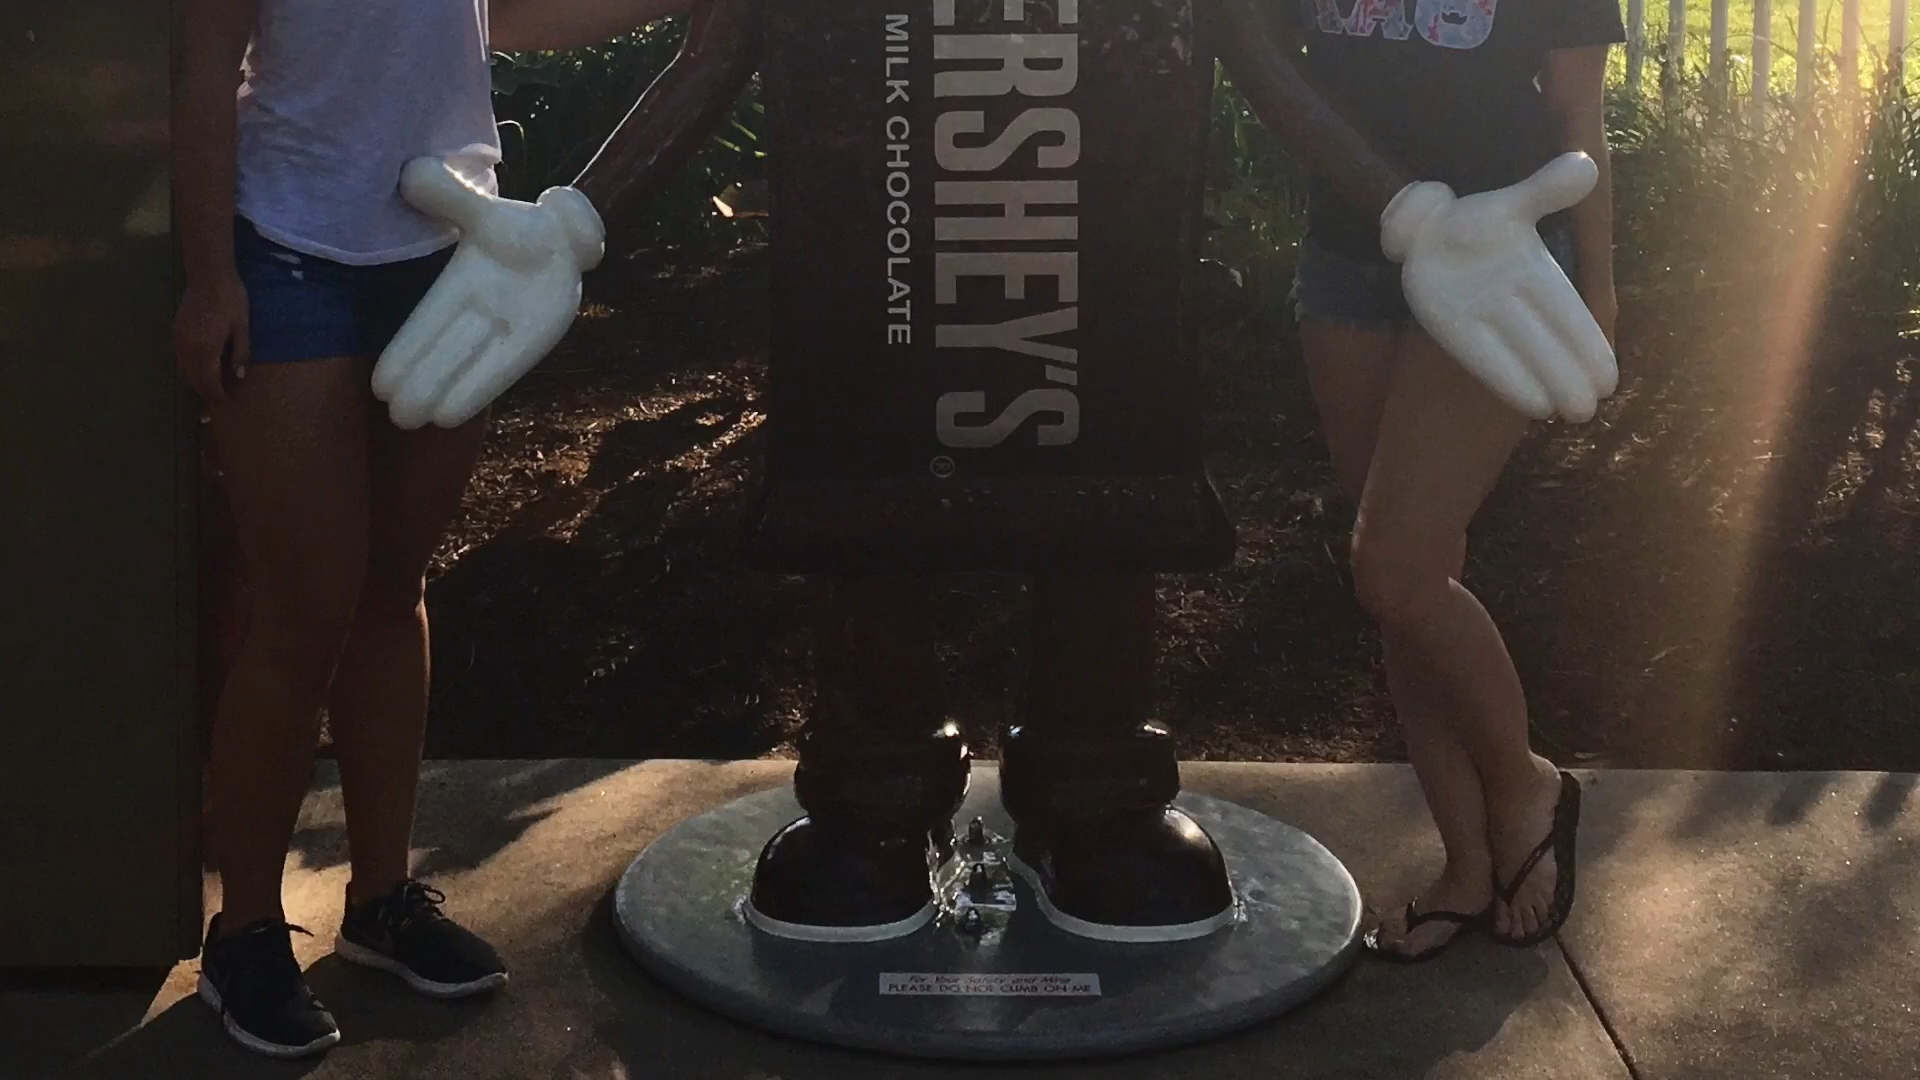 ERSHEY'S®
MILK CHOCOLATE
For Your Safety and Mine
PLEASE DO NOT CLIMB ON ME